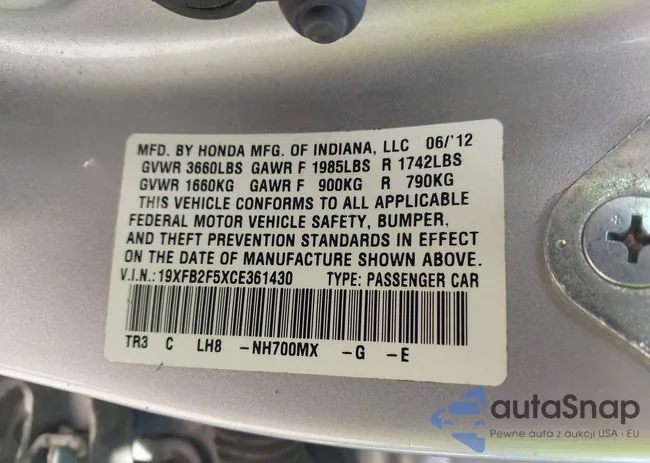 MFD. BY HONDA MFG. OF INDIANA, LLC 06/'12
GVWR 3660LBS GAWR F 1985LBS R 1742LBS
GVWR 1660KG GAWR F 900KG R 790KG
THIS VEHICLE CONFORMS TO ALL APPLICABLE
FEDERAL MOTOR VEHICLE SAFETY, BUMPER,
AND THEFT PREVENTION STANDARDS IN EFFECT
ON THE DATE OF MANUFACTURE SHOWN ABOVE.
V.I.N.: 19XFB2F5XCE361430 TYPE: PASSENGER CAR
TR3 C LH8 -NH700MX -G -E
autaSnap
Pewne auta z aukcji USA i EU